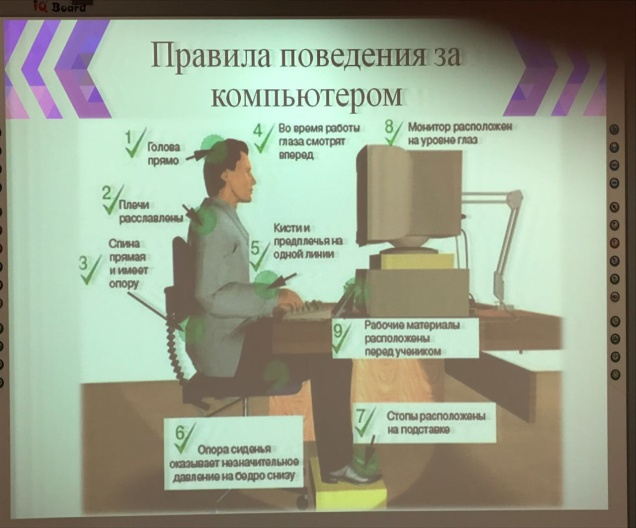 iQ Board
Правила поведения за
компьютером
1
Голова
прямо
2
Плечи
расслаблены
3
Спина
прямая
и имеет
опору
4
Во время работы
глаза смотрят
вперед
5
Кисти и
предплечья на
одной линии
6
Опора сиденья
оказывает незначительное
давление на бедро снизу
7
Стопы расположены
на подставке
8
Монитор расположен
на уровне глаз
9
Рабочие материалы
расположены
перед учеником